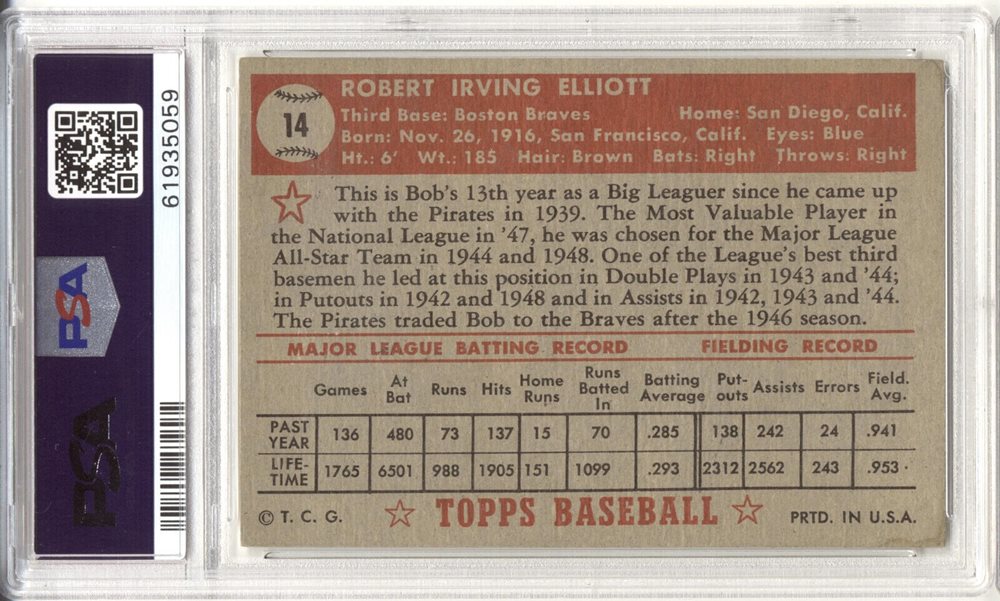 61935059
PSA
PSA
14
ROBERT IRVING ELLIOTT
Third Base: Boston Braves Home: San Diego, Calif.
Born: Nov. 26, 1916, San Francisco, Calif. Eyes: Blue
Ht.: 6' Wt.: 185 Hair: Brown Bats: Right Throws: Right
This is Bob's 13th year as a Big Leaguer since he came up
with the Pirates in 1939. The Most Valuable Player in
the National League in '47, he was chosen for the Major League
All-Star Team in 1944 and 1948. One of the League's best third
basemen he led at this position in Double Plays in 1943 and '44;
in Putouts in 1942 and 1948 and in Assists in 1942, 1943 and '44.
The Pirates traded Bob to the Braves after the 1946 season.
MAJOR LEAGUE BATTING RECORD FIELDING RECORD
Games At Bat Runs Hits Home Runs Runs Batted In Batting Average Put-outs Assists Errors Field. Avg.
PAST YEAR 136 480 73 137 15 70 .285 138 242 24 .941
LIFE-TIME 1765 6501 988 1905 151 1099 .293 2312 2562 243 .953
© T. C. G. TOPPS BASEBALL PRTD. IN U.S.A.